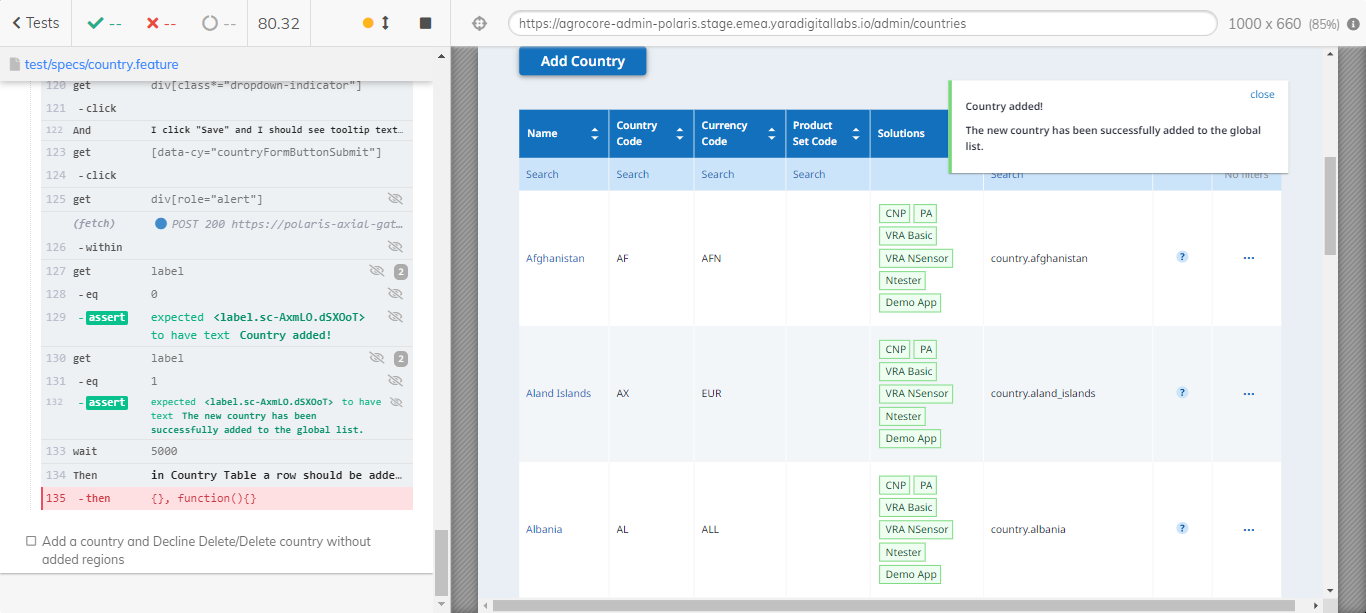 Tests
--
--
--
80.32
https://agrocore-admin-polaris.stage.emea.yaradigitallabs.io/admin/countries
1000 x 660 (85%)
test/specs/country.feature
120 get div[class*="dropdown-indicator"]
121 - click
122 And I click "Save" and I should see tooltip text…
123 get [data-cy="countryFormButtonSubmit"]
124 - click
125 get div[role="alert"]
(fetch) POST 200 https://polaris-axial-gat…
126 - within
127 get label 2
128 - eq 0
129 - assert expected <label.sc-AxmLO.dSXOoT>
to have text Country added!
130 get label 2
131 - eq 1
132 - assert expected <label.sc-AxmLO.dSXOoT> to have
text The new country has been
successfully added to the global list.
133 wait 5000
134 Then in Country Table a row should be adde…
135 - then {}, function(){}
Add a country and Decline Delete/Delete country without
added regions
Add Country
close
Country added!
The new country has been successfully added to the global
list.
Name Country Code Currency Code Product Set Code Solutions
Search Search Search Search Search No filters
Afghanistan AF AFN country.afghanistan ? ...
CNP PA
VRA Basic
VRA NSensor
Ntester
Demo App
Aland Islands AX EUR country.aland_islands ? ...
CNP PA
VRA Basic
VRA NSensor
Ntester
Demo App
Albania AL ALL country.albania ? ...
CNP PA
VRA Basic
VRA NSensor
Ntester
Demo App